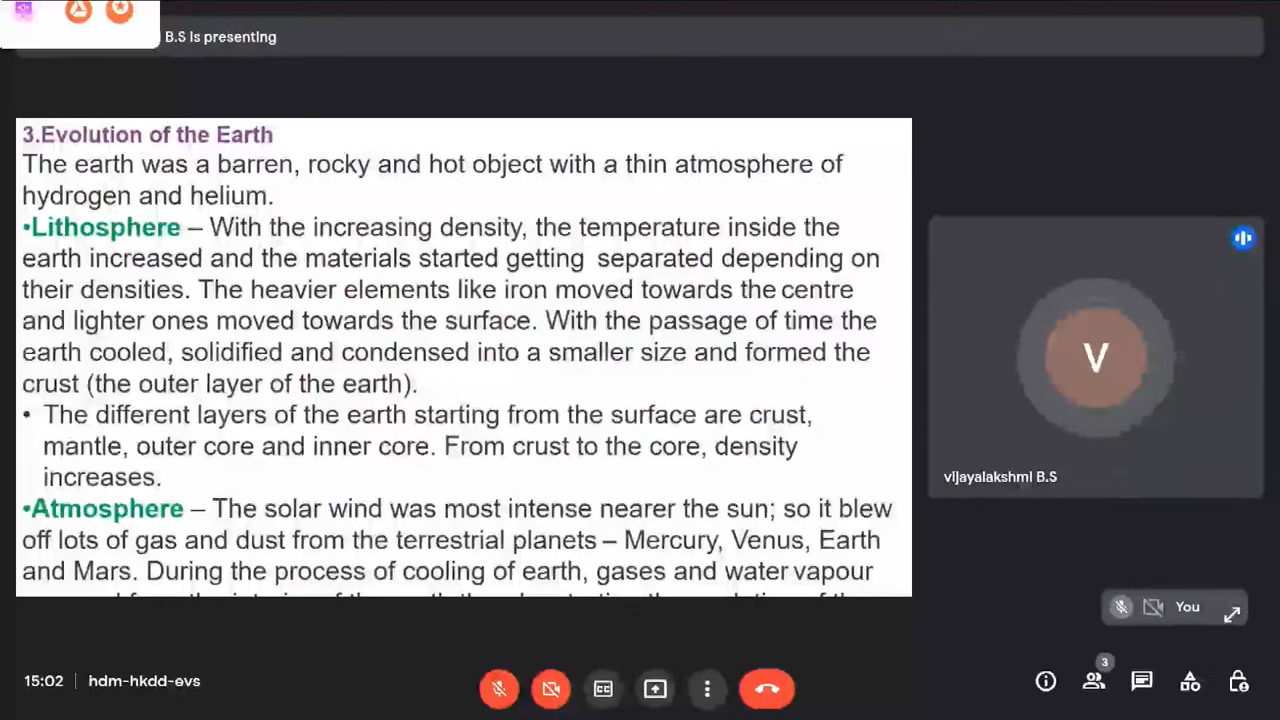 B.S is presenting
3.Evolution of the Earth
The earth was a barren, rocky and hot object with a thin atmosphere of
hydrogen and helium.
•Lithosphere – With the increasing density, the temperature inside the
earth increased and the materials started getting separated depending on
their densities. The heavier elements like iron moved towards the centre
and lighter ones moved towards the surface. With the passage of time the
earth cooled, solidified and condensed into a smaller size and formed the
crust (the outer layer of the earth).
• The different layers of the earth starting from the surface are crust,
mantle, outer core and inner core. From crust to the core, density
increases.
•Atmosphere – The solar wind was most intense nearer the sun; so it blew
off lots of gas and dust from the terrestrial planets – Mercury, Venus, Earth
and Mars. During the process of cooling of earth, gases and water vapour
V
vijayalakshmi B.S
You
15:02 | hdm-hkdd-evs
3